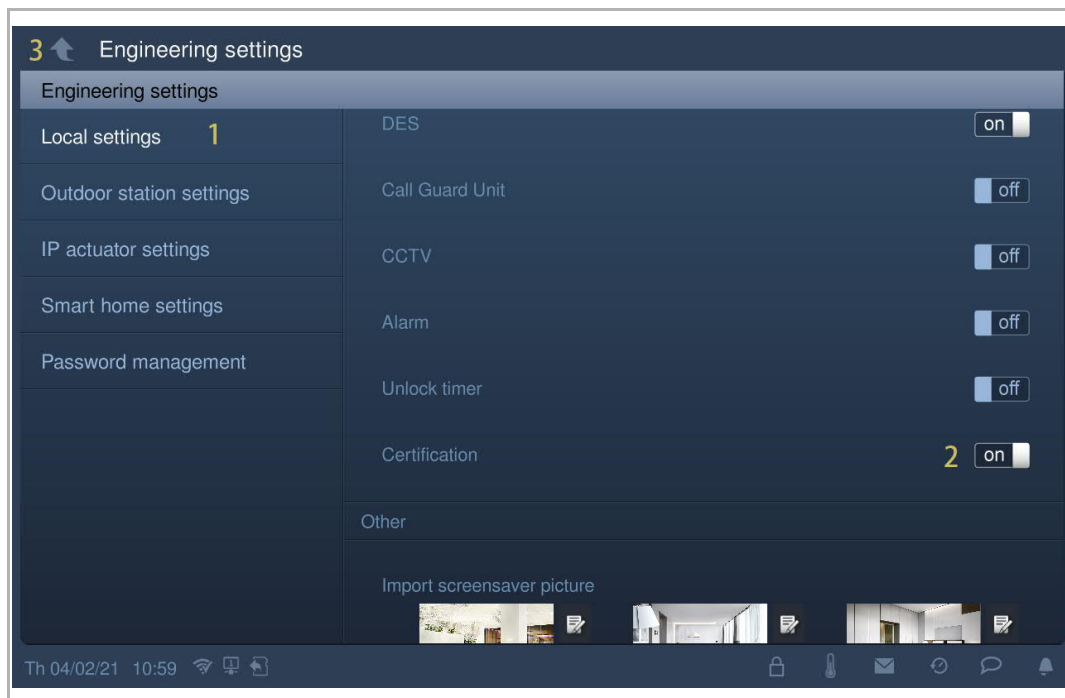 3 Engineering settings
Engineering settings
Local settings 1
Outdoor station settings
IP actuator settings
Smart home settings
Password management
DES on
Call Guard Unit off
CCTV off
Alarm off
Unlock timer off
Certification 2 on
Other
Import screensaver picture
Th 04/02/21 10:59 1